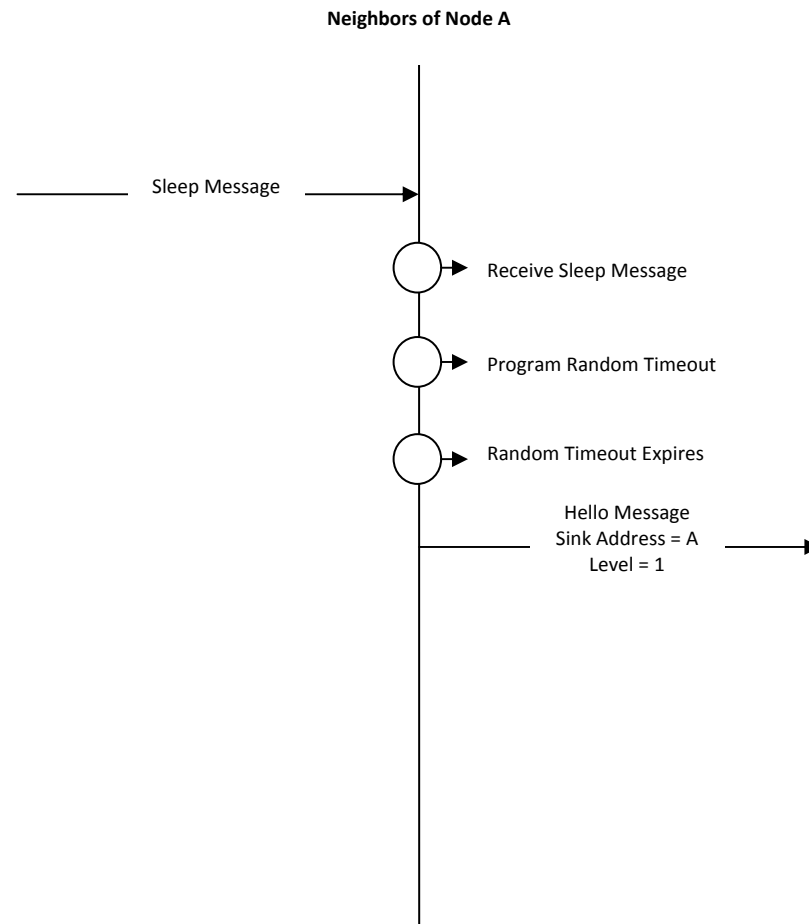 Neighbors of Node A
Sleep Message
Receive Sleep Message
Program Random Timeout
Random Timeout Expires
Hello Message
Sink Address = A
Level = 1